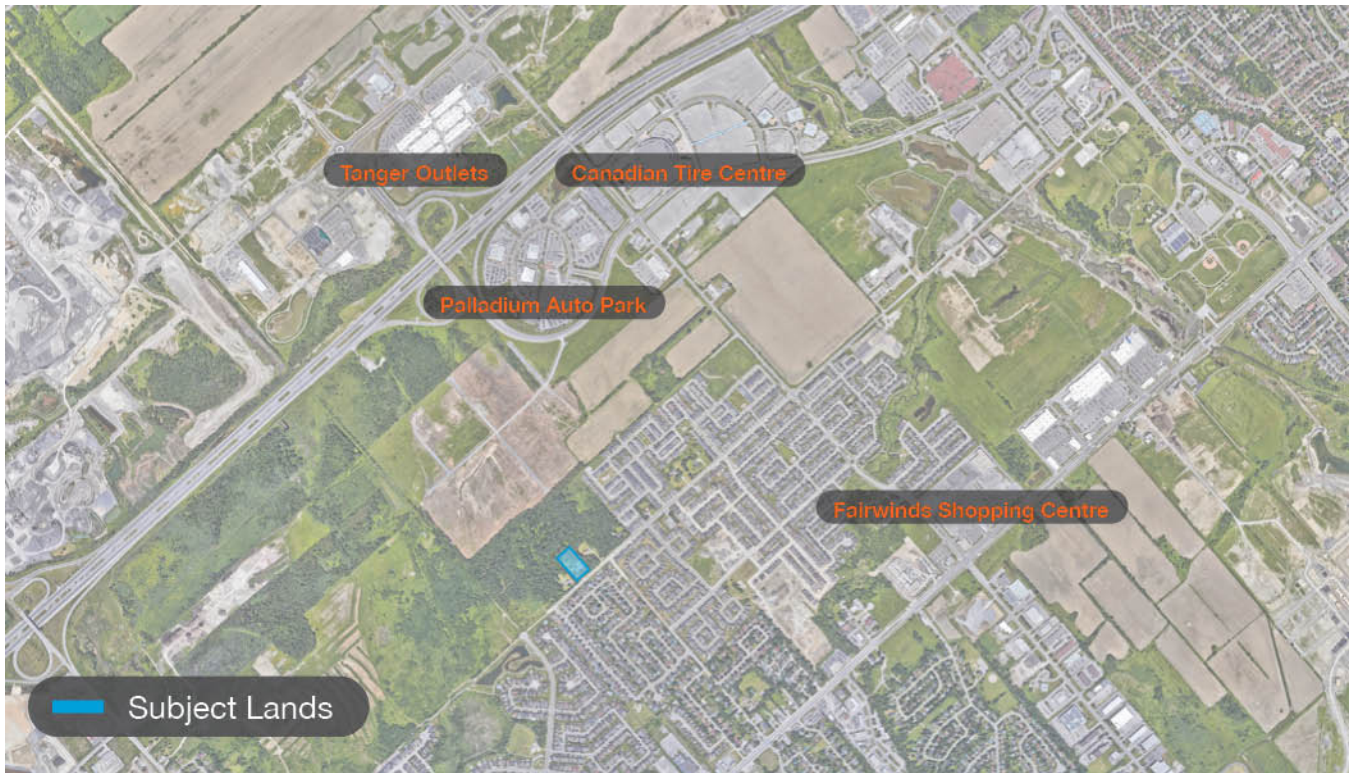 Tanger Outlets
Canadian Tire Centre
Palladium Auto Park
Fairwinds Shopping Centre
Subject Lands